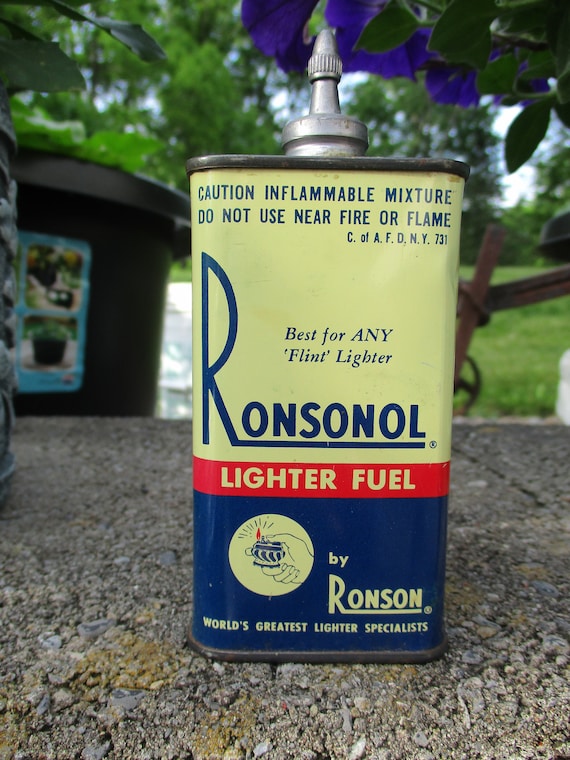 CAUTION INFLAMMABLE MIXTURE
DO NOT USE NEAR FIRE OR FLAME
C. of A. F. D. N.Y. 731
Best for ANY
'Flint' Lighter
RONSONOL®
LIGHTER FUEL
by
RONSON®
WORLD'S GREATEST LIGHTER SPECIALISTS